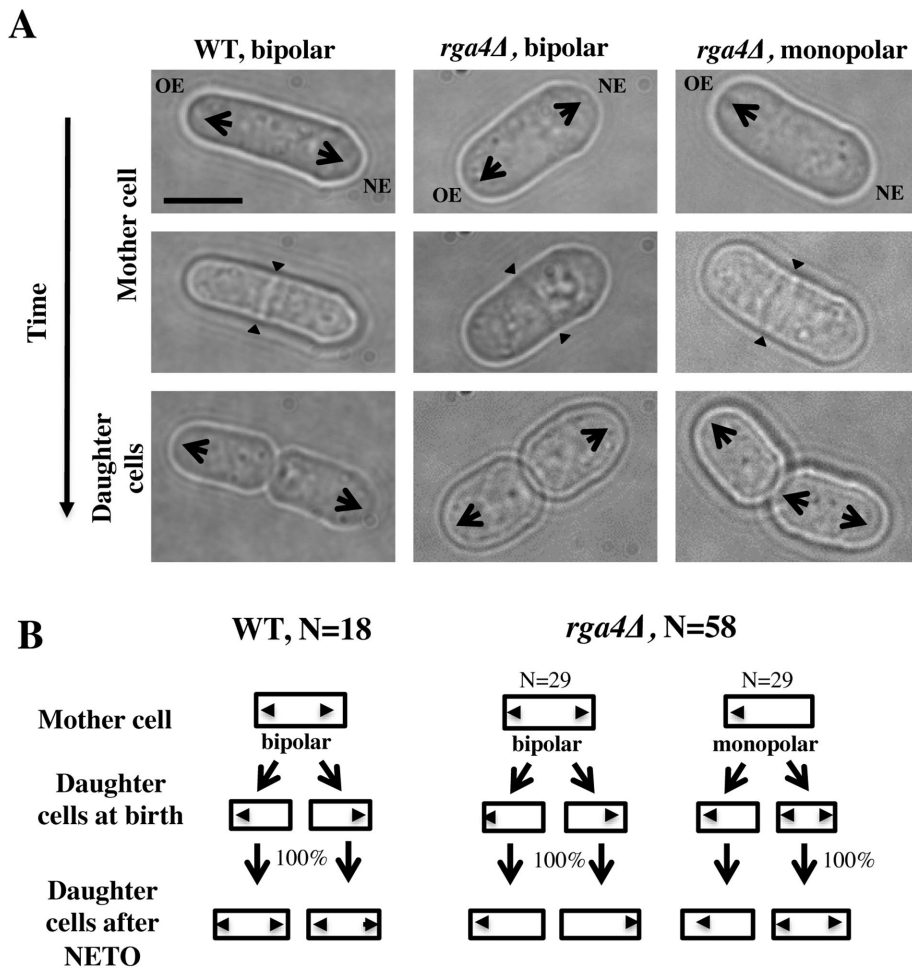 A
WT, bipolar
rga4Δ, bipolar
rga4Δ, monopolar
OE
NE
NE
OE
OE
NE
Time
Mother cell
Daughter
cells
B
WT, N=18
rga4Δ, N=58
Mother cell
N=29
N=29
bipolar
bipolar
monopolar
Daughter
cells at birth
100%
100%
100%
Daughter
cells after
NETO